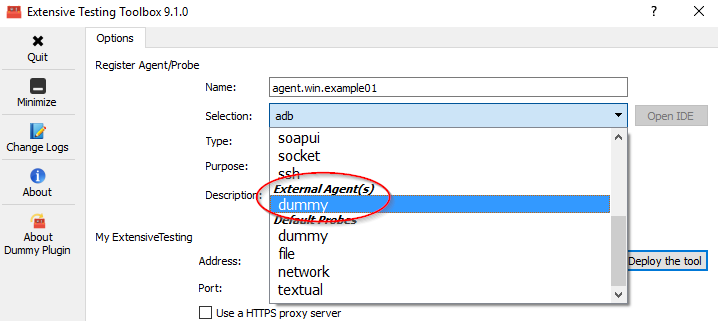 Extensive Testing Toolbox 9.1.0
?
Quit
Minimize
Change Logs
About
About
Dummy Plugin
Options
Register Agent/Probe
Name:
agent.win.example01
Selection:
adb
Open IDE
Type:
Purpose:
Description:
soapui
socket
ssh
External Agent(s)
dummy
Default Probes
dummy
file
network
textual
My ExtensiveTesting
Address:
Deploy the tool
Port:
Use a HTTPS proxy server